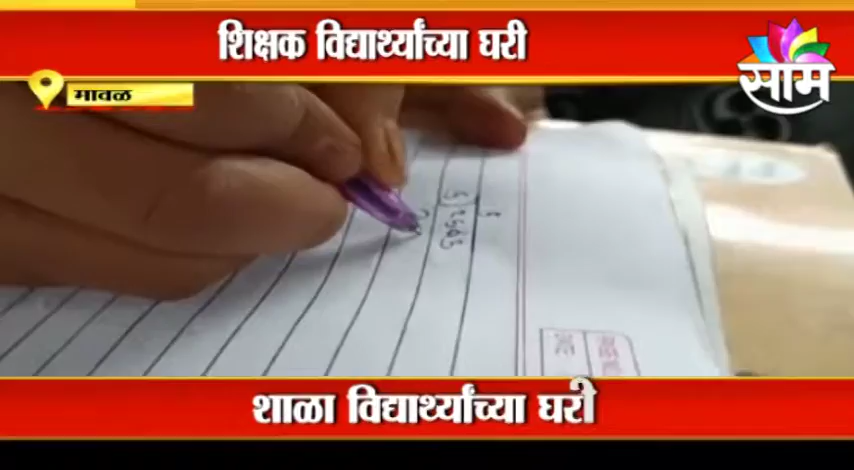 शिक्षक विद्यार्थ्यांच्या घरी
साम
मावळ
शाळा विद्यार्थ्यांच्या घरी